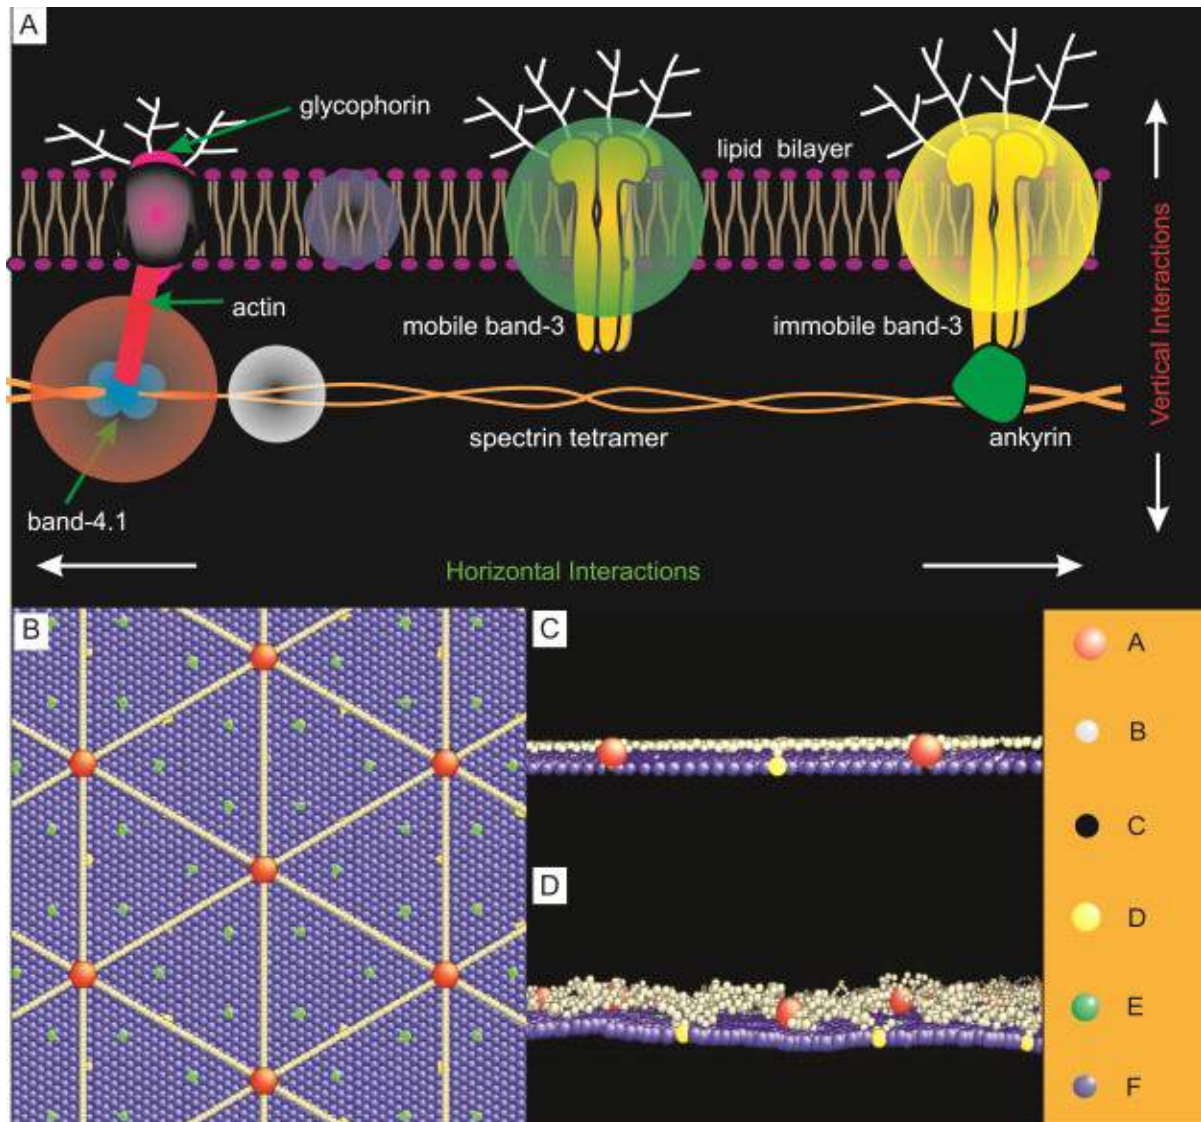 A
glycophorin
lipid bilayer
actin
mobile band-3
immobile band-3
Vertical Interactions
spectrin tetramer
ankyrin
band-4.1
Horizontal Interactions
B
C
D
A
B
C
D
E
F